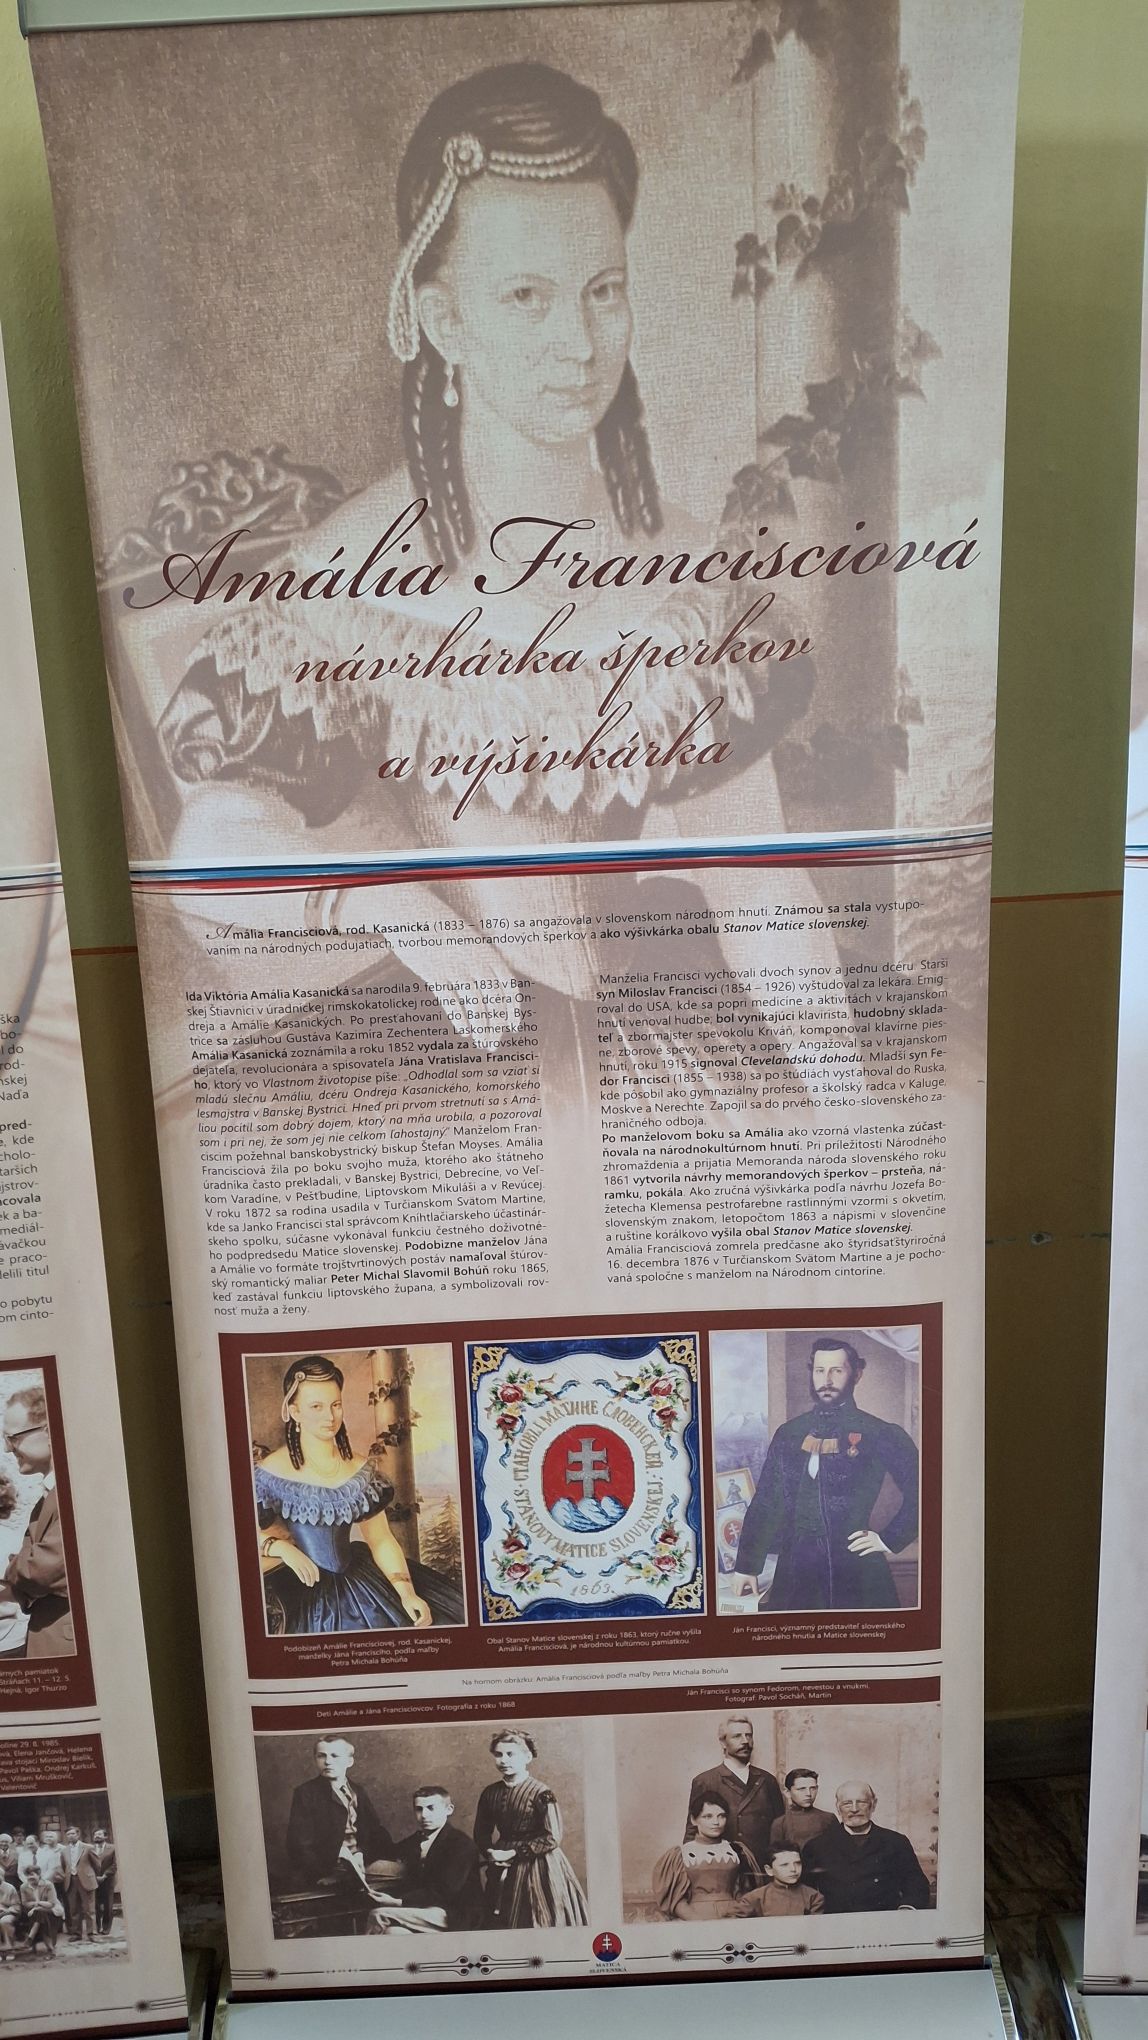 Amália Francisciová
návrhárka šperkov
a výšivkárka
Amália Francisciová, rod. Kasanická (1833 – 1876) sa angažovala v slovenskom národnom hnutí. Známou sa stala vystupo-
vaním na národných podujatiach, tvorbou memorandových šperkov a ako výšivkárka obalu Stanov Matice slovenskej.
Ida Viktória Amália Kasanická sa narodila 9. februára 1833 v Ban-
skej Štiavnici v úradníckej rímskokatolíckej rodine ako dcéra On-
dreja a Amálie Kasanických. Po presťahovaní do Banskej Bys-
trice sa zásluhou Gustáva Kazimíra Zechentera Laskomerského
Amália Kasanická zoznámila a roku 1852 vydala za štúrovského
dejateľa, revolucionára a spisovateľa Jána Vratislava Francisci-
ho, ktorý vo Vlastnom životopise píše: „Odhodlal som sa vziať si
mladú slečnu Amáliu, dcéru Ondreja Kasanického, komorského
lesmajstra v Banskej Bystrici. Hneď pri prvom stretnutí sa s Amá-
liou pocítil som dobrý dojem, ktorý na mňa urobila, a pozoroval
som i pri nej, že som jej nie celkom ľahostajný“ Manželom Fran-
ciscim požehnal banskobystrický biskup Štefan Moyses. Amália
Francisciová žila po boku svojho muža, ktorého ako štátneho
úradníka často prekladali, v Banskej Bystrici, Debrecíne, vo Veľ-
kom Varadíne, v Pešťbudíne, Liptovskom Mikuláši a v Revúcej.
V roku 1872 sa rodina usadila v Turčianskom Svätom Martine,
kde sa Janko Francisci stal správcom Kníhtlačiarskeho účastinár-
skeho spolku, súčasne vykonával funkciu čestného doživotné-
ho podpredsedu Matice slovenskej. Podobizne manželov Jána
a Amálie vo formáte trojštvrtinových postáv namaľoval štúrov-
ský romantický maliar Peter Michal Slavomil Bohúň roku 1865,
keď zastával funkciu liptovského župana, a symbolizovali rov-
nosť muža a ženy.
Manželia Francisci vychovali dvoch synov a jednu dcéru. Starší
syn Miloslav Francisci (1854 – 1926) vyštudoval za lekára. Emig-
roval do USA, kde sa popri medicíne a aktivitách v krajanskom
hnutí venoval hudbe; bol vynikajúci klavirista, hudobný sklada-
teľ a zbormajster spevokolu Kriváň, komponoval klavírne pies-
ne, zborové spevy, operety a opery. Angažoval sa v krajanskom
hnutí, roku 1915 signoval Clevelandskú dohodu. Mladší syn Fe-
dor Francisci (1855 – 1938) sa po štúdiách vysťahoval do Ruska,
kde pôsobil ako gymnaziálny profesor a školský radca v Kaluge,
Moskve a Nerechte. Zapojil sa do prvého česko-slovenského za-
hraničného odboja.
Po manželovom boku sa Amália ako vzorná vlastenka zúčast-
ňovala na národnokultúrnom hnutí. Pri príležitosti Národného
zhromaždenia a prijatia Memoranda národa slovenského roku
1861 vytvorila návrhy memorandových šperkov – prsteňa, ná-
ramku, pokála. Ako zručná výšivkárka podľa návrhu Jozefa Bo-
žetecha Klemensa pestrofarebne rastlinnými vzormi s okvetím,
slovenským znakom, letopočtom 1863 a nápismi v slovenčine
a ruštine korálkovo vyšila obal Stanov Matice slovenskej.
Amália Francisciová zomrela predčasne ako štyridsaťštyriročná
16. decembra 1876 v Turčianskom Svätom Martine a je pocho-
vaná spoločne s manželom na Národnom cintoríne.
СТАНОВЫ МАТИЦЕ СЛОВЕНСКЕЙ
STANOVY MATICE SLOVENSKEJ
1863.
Podobizeň Amálie Francisciovej, rod. Kasanickej,
manželky Jána Francisciho, podľa maľby
Petra Michala Bohúňa
Obal Stanov Matice slovenskej z roku 1863, ktorý ručne vyšila
Amália Francisciová, je národnou kultúrnou pamiatkou.
Ján Francisci, významný predstaviteľ slovenského
národného hnutia a Matice slovenskej
Na hornom obrázku: Amália Francisciová podľa maľby Petra Michala Bohúňa
Deti Amálie a Jána Francisciovcov. Fotografia z roku 1868
Ján Francisci so synom Fedorom, nevestou a vnukmi.
Fotograf: Pavol Socháň, Martin
MATICA
SLOVENSKÁ